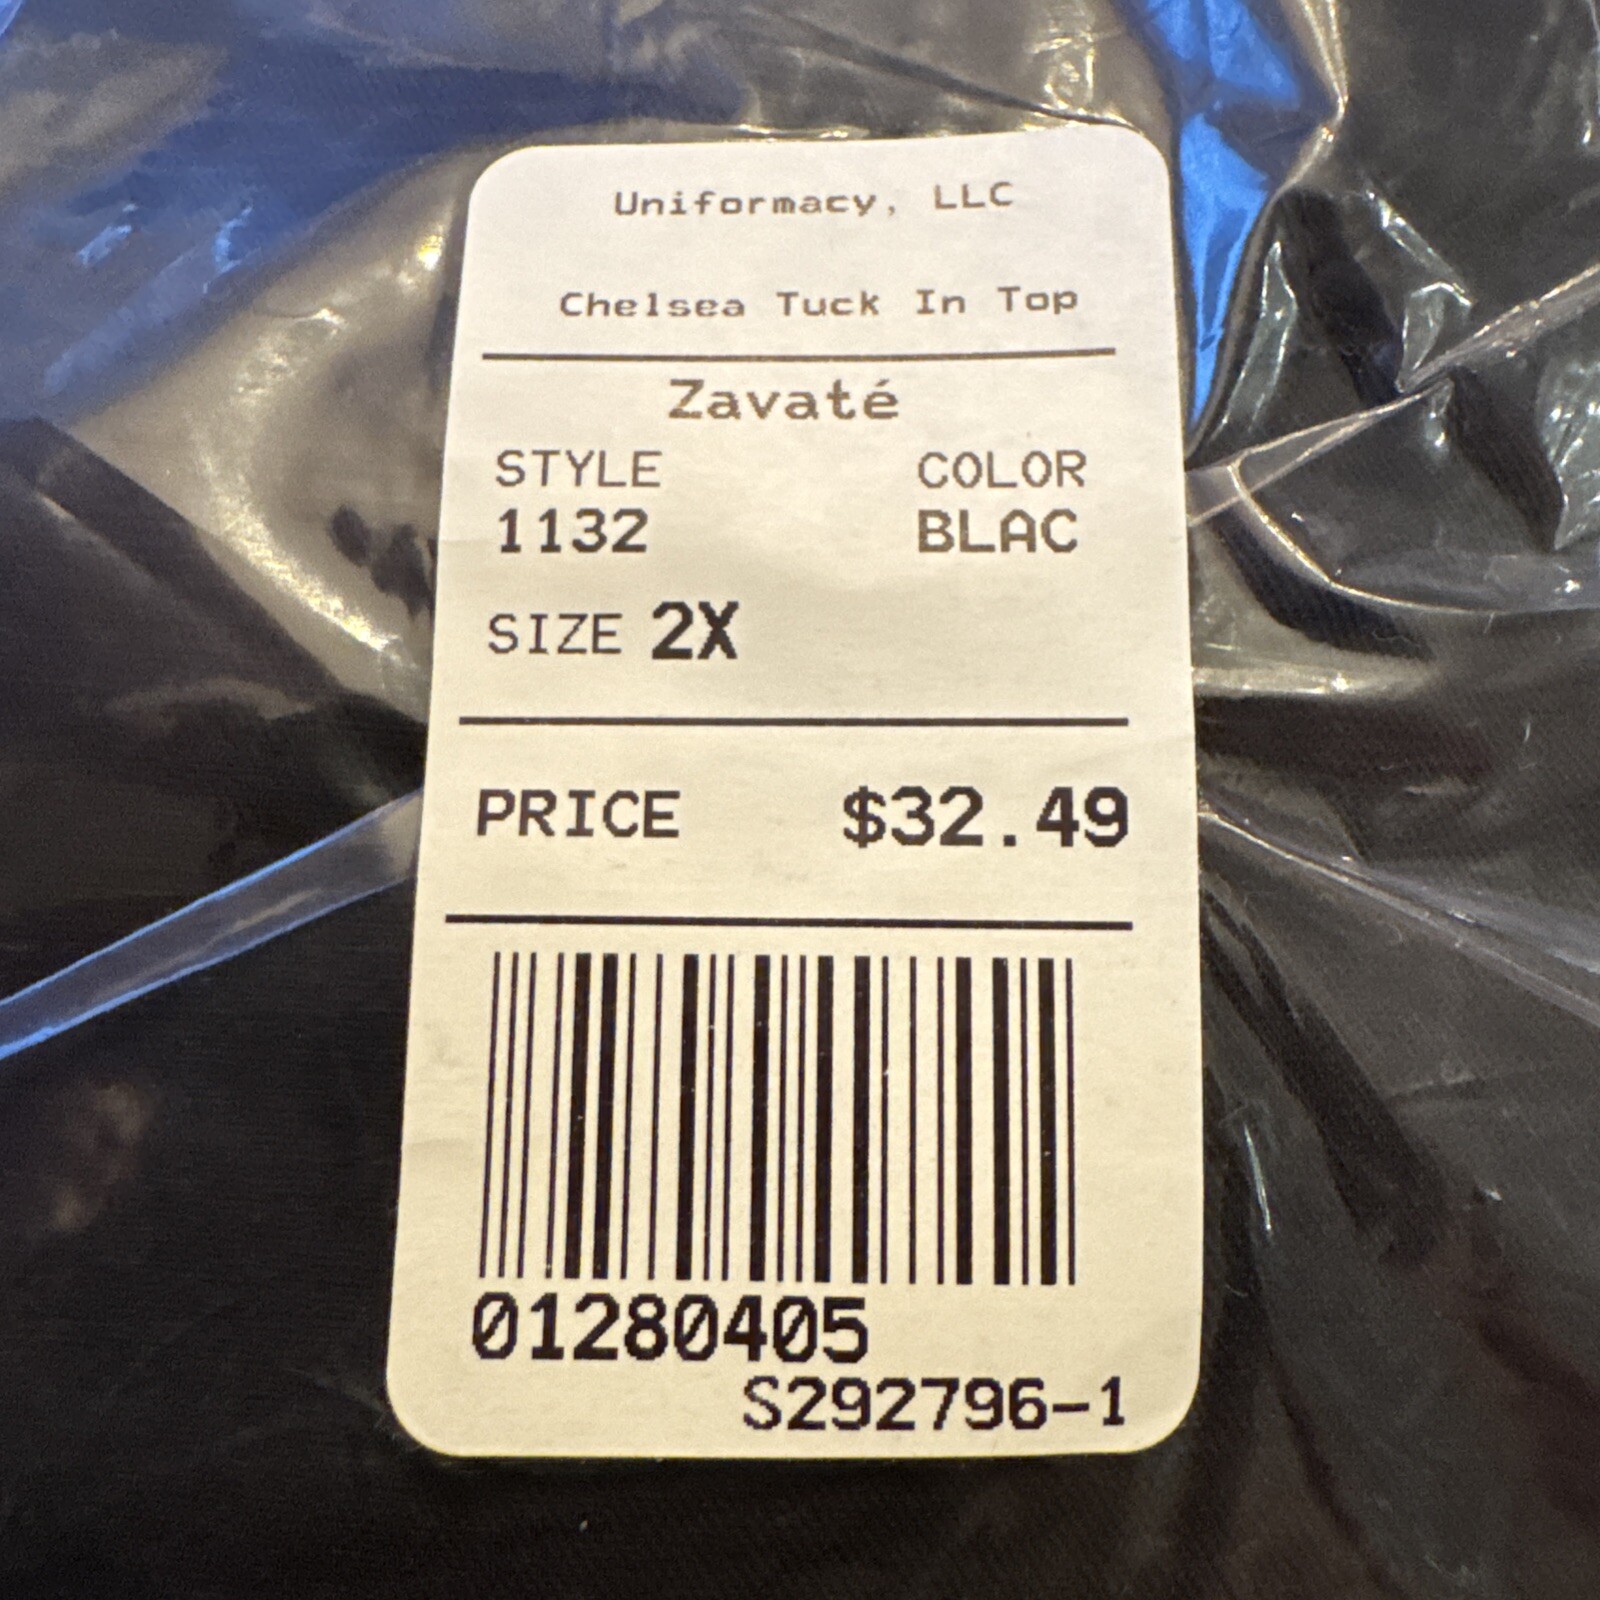 Uniformacy, LLC
Chelsea Tuck In Top
Zavaté
STYLE COLOR
1132 BLAC
SIZE 2X
PRICE $32.49
01280405
S292796-1